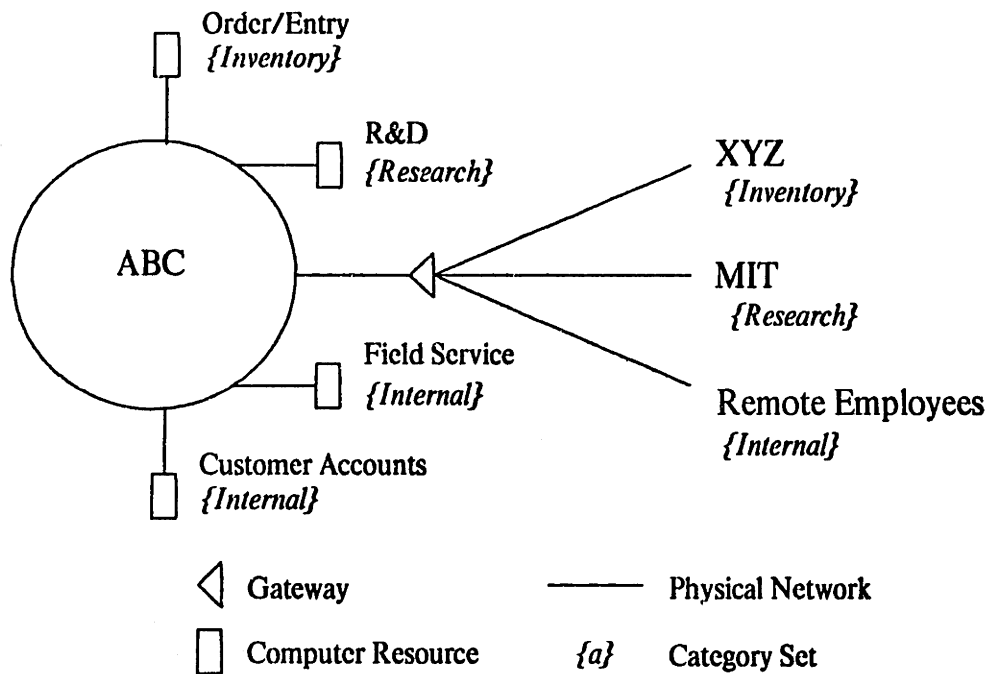 Order/Entry
{Inventory}
R&D
{Research}
XYZ
{Inventory}
ABC
MIT
{Research}
Field Service
{Internal}
Remote Employees
{Internal}
Customer Accounts
{Internal}
Gateway
Physical Network
Computer Resource
{a} Category Set